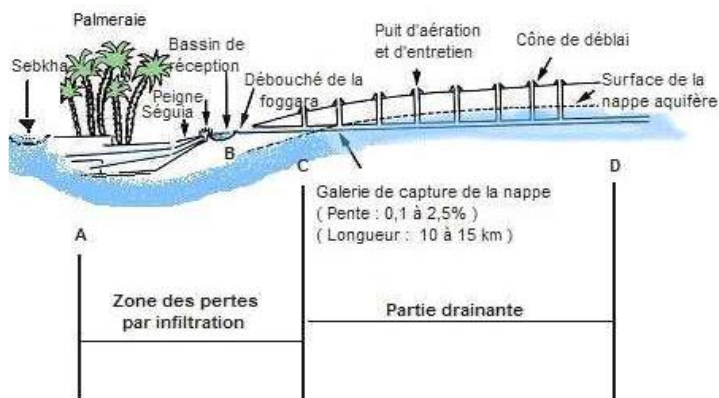 Palmeraie
Sebkha
Bassin de
réception
Peigne
Séguia
Débouché de la
foggara
Puit d'aération
et d'entretien
Cône de déblai
Surface de la
nappe aquifère
B
C
D
Galerie de capture de la nappe
( Pente : 0,1 à 2,5% )
( Longueur : 10 à 15 km )
A
Zone des pertes
par infiltration
Partie drainante